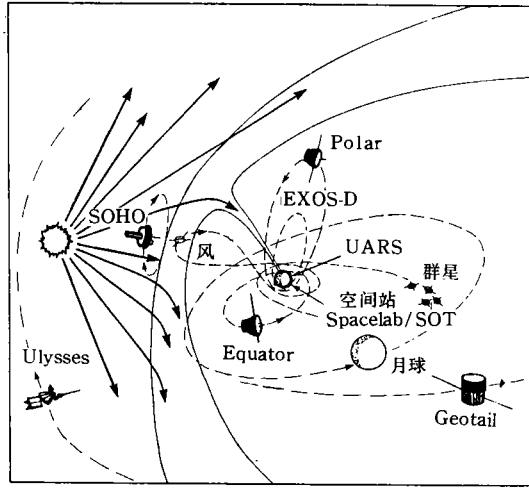 Polar
EXOS-D
SOHO
风
UARS
群星
空间站
Spacelab/SOT
Ulysses
Equator
月球
Geotail